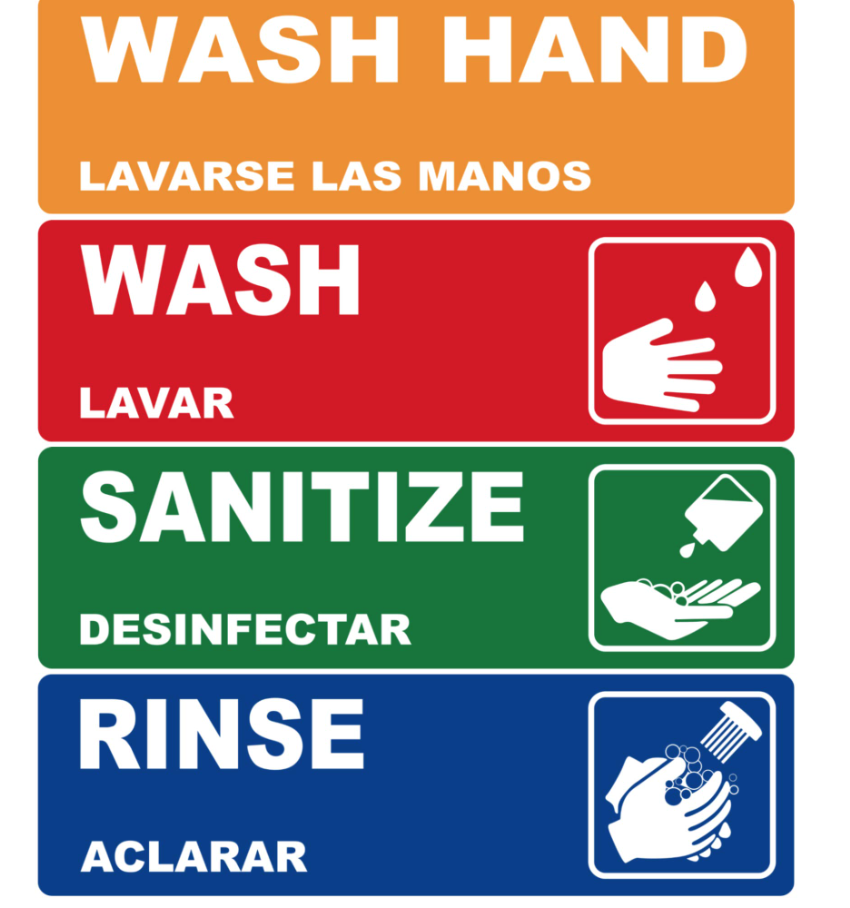 WASH HAND
LAVARSE LAS MANOS
WASH
LAVAR
SANITIZE
DESINFECTAR
RINSE
ACLARAR